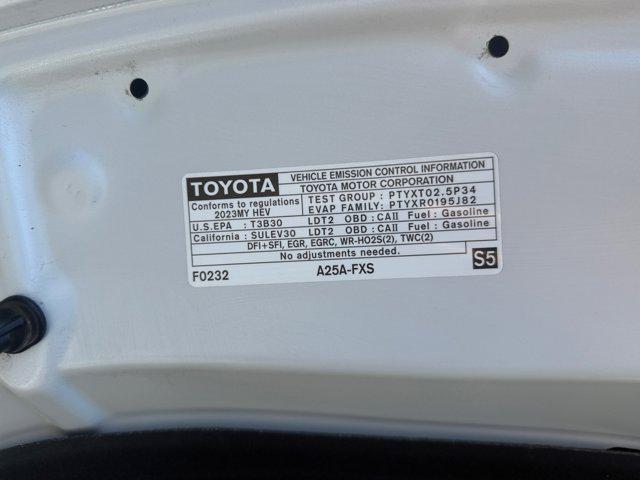 TOYOTA VEHICLE EMISSION CONTROL INFORMATION
TOYOTA MOTOR CORPORATION
Conforms to regulations TEST GROUP : PTYXT02.5P34
2023MY HEV EVAP FAMILY: PTYXR0195J82
U.S.EPA : T3B30 LDT2 OBD : CAII Fuel : Gasoline
California : SULEV30 LDT2 OBD : CAII Fuel : Gasoline
DFI+SFI, EGR, EGRC, WR-HO2S(2), TWC(2)
No adjustments needed.
F0232 A25A-FXS S5